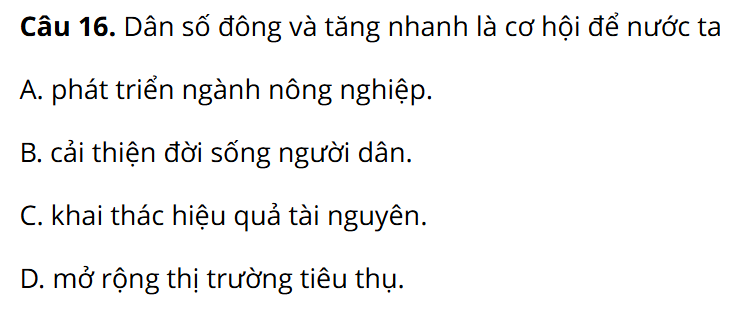 Câu 16. Dân số đông và tăng nhanh là cơ hội để nước ta
A. phát triển ngành nông nghiệp.
B. cải thiện đời sống người dân.
C. khai thác hiệu quả tài nguyên.
D. mở rộng thị trường tiêu thụ.